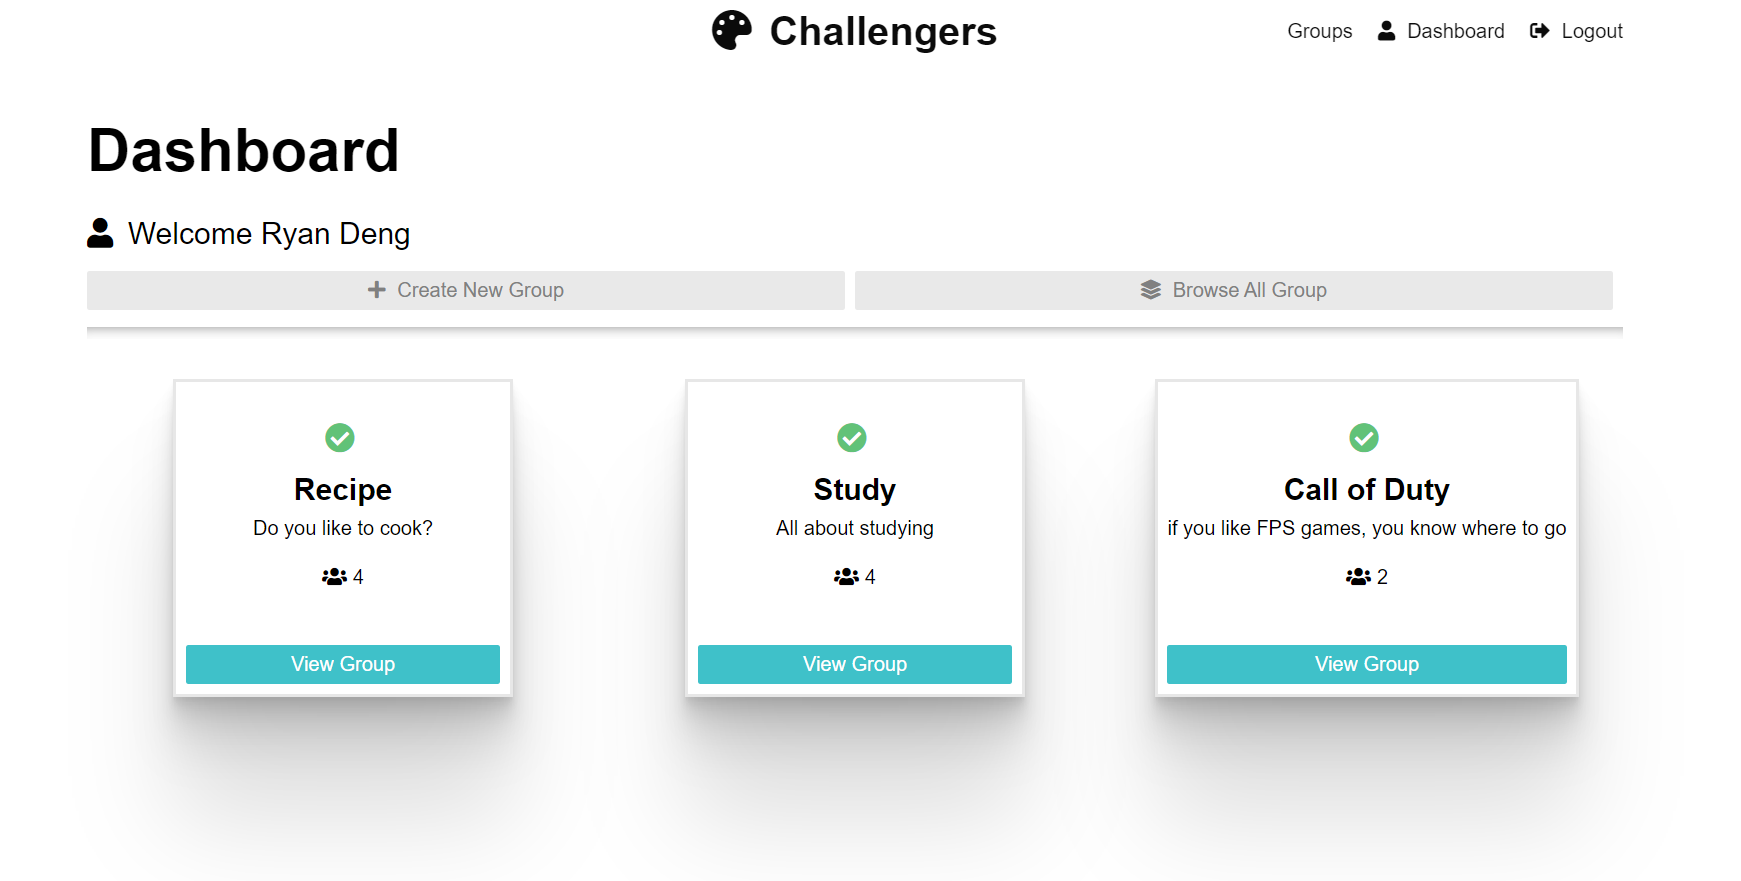 Challengers
Groups Dashboard Logout
Dashboard
Welcome Ryan Deng
Create New Group
Browse All Group
Recipe
Do you like to cook?
4
View Group
Study
All about studying
4
View Group
Call of Duty
if you like FPS games, you know where to go
2
View Group